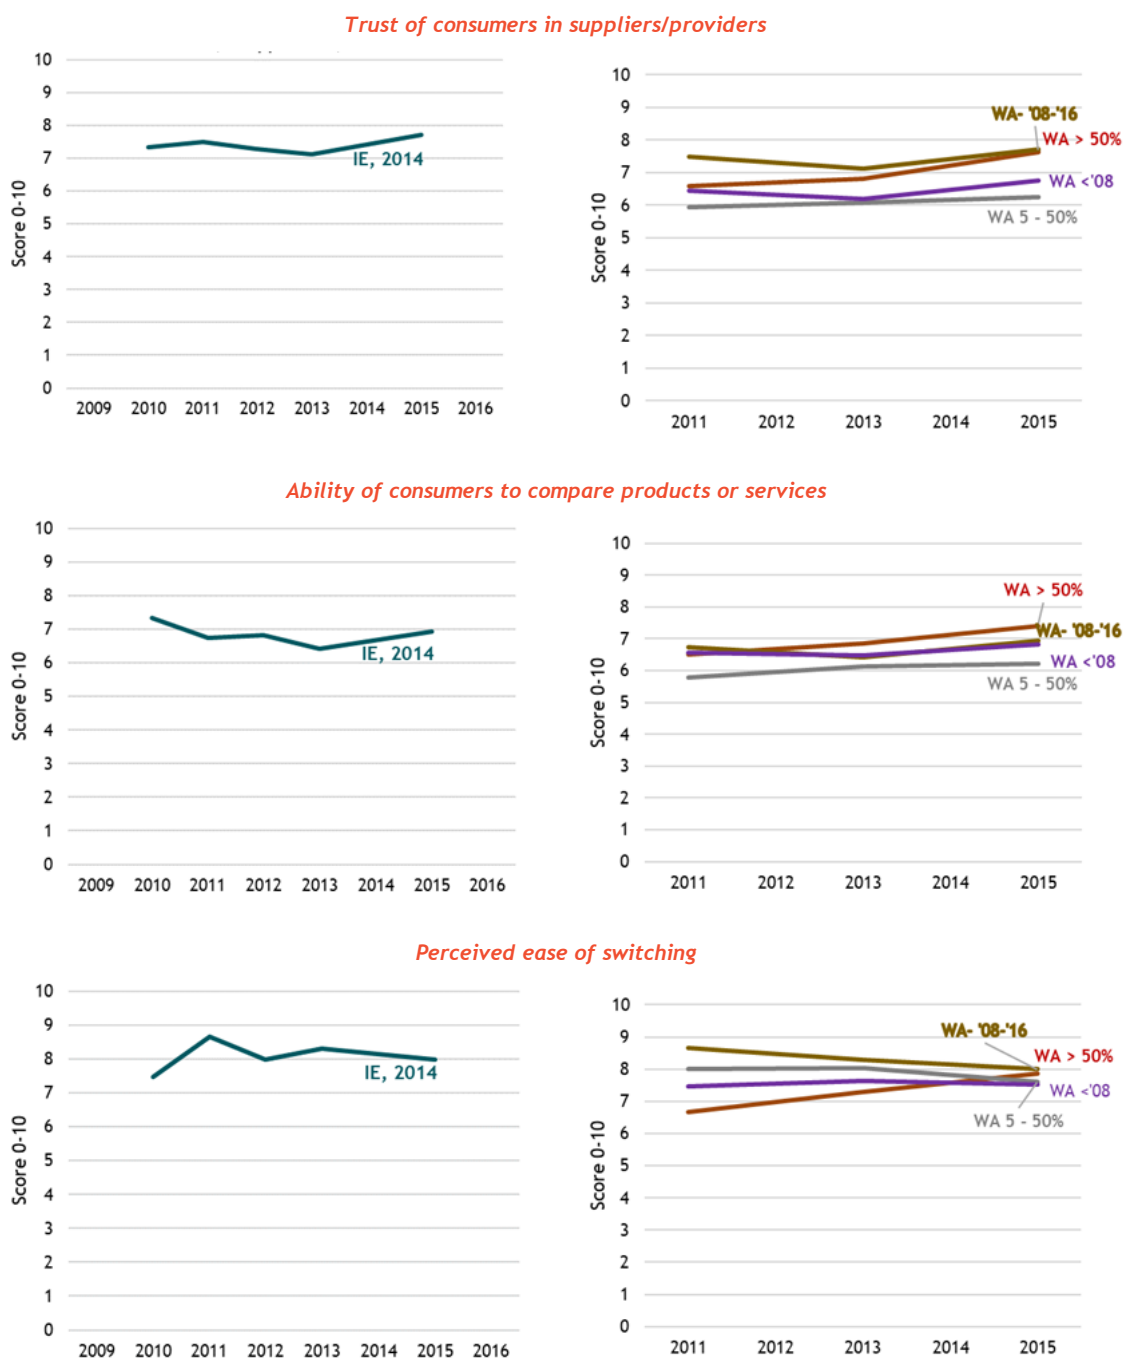 Trust of consumers in suppliers/providers
10
9
8
7
6
5
4
3
2
1
0
Score 0-10
IE, 2014
2009 2010 2011 2012 2013 2014 2015 2016
10
9
8
7
6
5
4
3
2
1
0
Score 0-10
WA- '08-'16
WA > 50%
WA <'08
WA 5 - 50%
2011 2012 2013 2014 2015
Ability of consumers to compare products or services
10
9
8
7
6
5
4
3
2
1
0
Score 0-10
IE, 2014
2009 2010 2011 2012 2013 2014 2015 2016
10
9
8
7
6
5
4
3
2
1
0
Score 0-10
WA > 50%
WA- '08-'16
WA <'08
WA 5 - 50%
2011 2012 2013 2014 2015
Perceived ease of switching
10
9
8
7
6
5
4
3
2
1
0
Score 0-10
IE, 2014
2009 2010 2011 2012 2013 2014 2015 2016
10
9
8
7
6
5
4
3
2
1
0
Score 0-10
WA- '08-'16
WA > 50%
WA <'08
WA 5 - 50%
2011 2012 2013 2014 2015